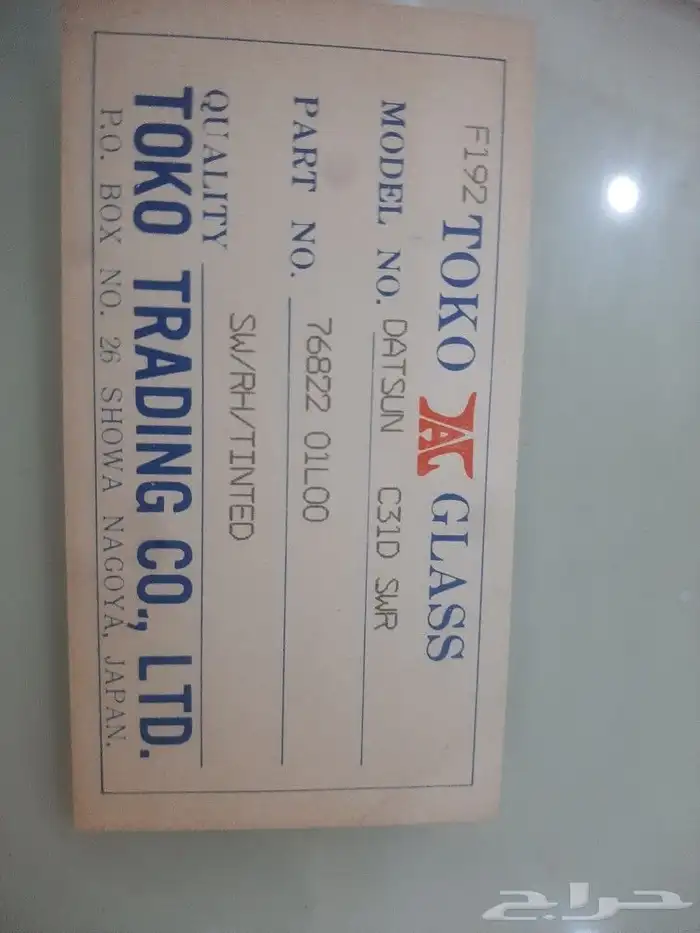 F192
TOKO GLASS
MODEL NO. DATSUN C31D SWR
PART NO. 76822 01L00
QUALITY SW/RH/TINTED
TOKO TRADING CO., LTD.
P.O. BOX NO. 26 SHOWA NAGOYA, JAPAN.
حراج